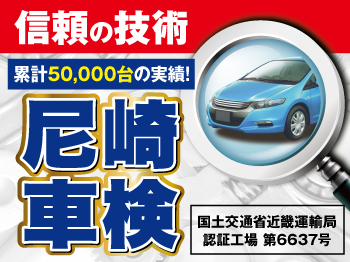 信頼の技術
累計50,000台の実績!
尼崎
車検
国土交通省近畿運輸局
認証工場 第6637号